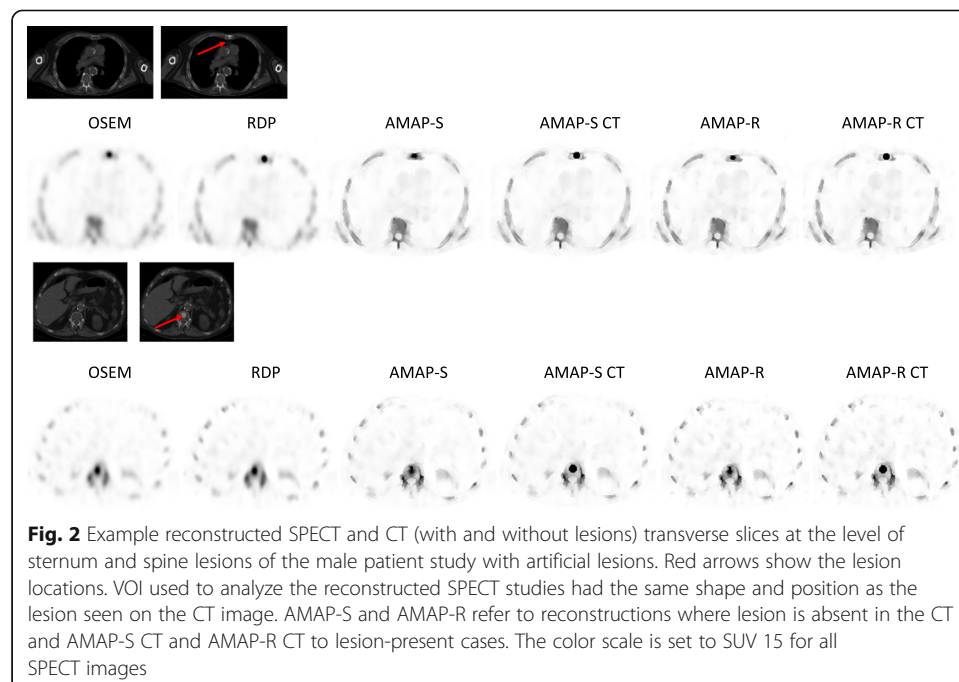 OSEM RDP AMAP-S AMAP-S CT AMAP-R AMAP-R CT
OSEM RDP AMAP-S AMAP-S CT AMAP-R AMAP-R CT
Fig. 2 Example reconstructed SPECT and CT (with and without lesions) transverse slices at the level of
sternum and spine lesions of the male patient study with artificial lesions. Red arrows show the lesion
locations. VOI used to analyze the reconstructed SPECT studies had the same shape and position as the
lesion seen on the CT image. AMAP-S and AMAP-R refer to reconstructions where lesion is absent in the CT
and AMAP-S CT and AMAP-R CT to lesion-present cases. The color scale is set to SUV 15 for all
SPECT images